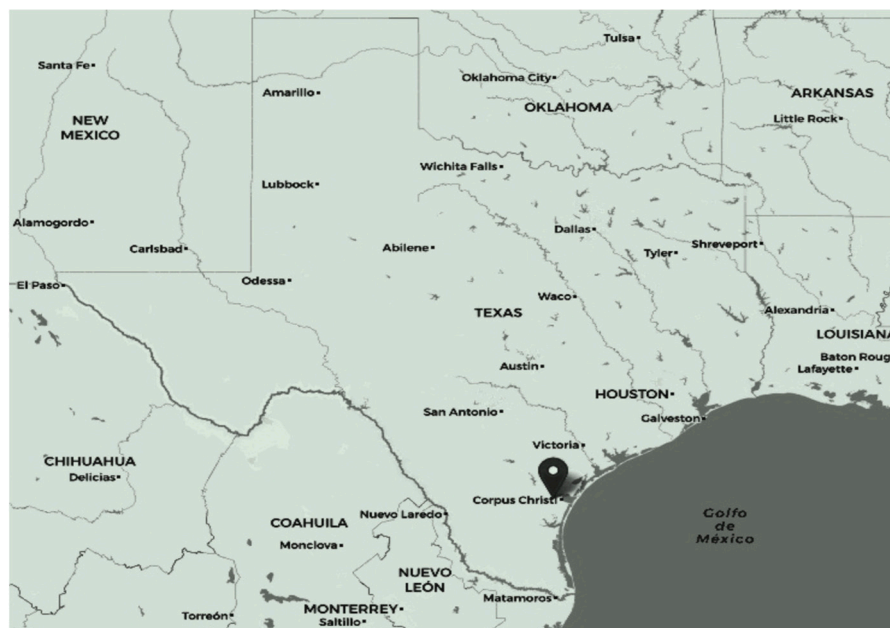 Tulsa
Santa Fe
Oklahoma City
Amarillo
ARKANSAS
OKLAHOMA
NEW
MEXICO
Little Rock
Wichita Falls
Lubbock
Alamogordo
Dallas
Carlsbad
Abilene
Tyler
Shreveport
Odessa
El Paso
Waco
TEXAS
Alexandria
LOUISIANA
Baton Roug
Austin
Lafayette
HOUSTON
San Antonio
Galveston
Victoria
CHIHUAHUA
Delicias
Corpus Christi
Nuevo Laredo
COAHUILA
Golfo
de
México
Monclova
NUEVO
LEÓN
Matamoros
MONTERREY
Torreón
Saltillo